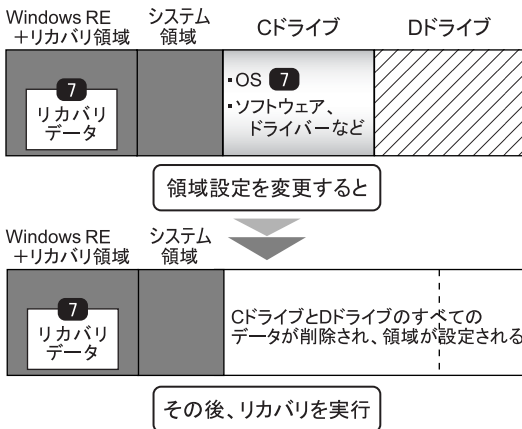 Windows RE
+リカバリ領域
システム
領域
Cドライブ
Dドライブ
7
リカバリ
データ
・OS 7
・ソフトウェア、
ドライバーなど
領域設定を変更すると
Windows RE
+リカバリ領域
システム
領域
7
リカバリ
データ
CドライブとDドライブのすべての
データが削除され、領域が設定される
その後、リカバリを実行